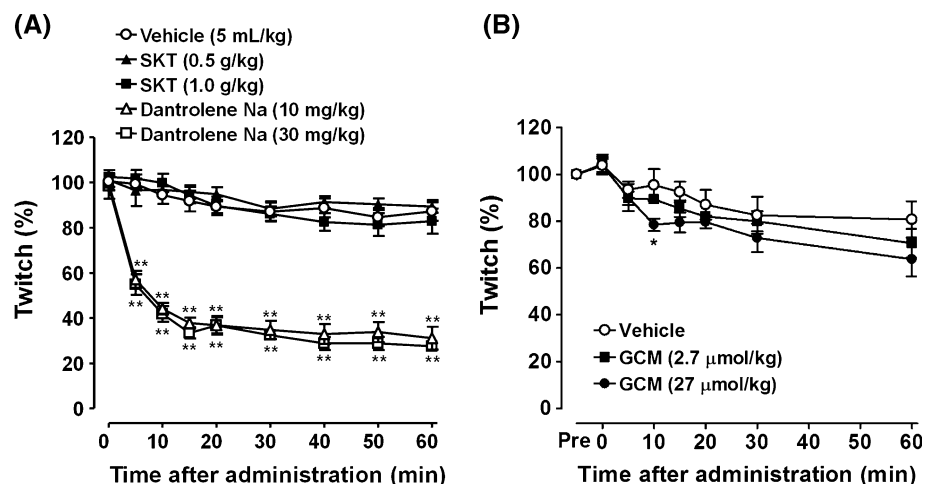 (A)
Vehicle (5 mL/kg)
SKT (0.5 g/kg)
SKT (1.0 g/kg)
Dantrolene Na (10 mg/kg)
Dantrolene Na (30 mg/kg)
Twitch (%)
120
100
80
60
40
20
0
** ** ** ** ** ** ** **
** ** ** ** ** ** ** **
0 10 20 30 40 50 60
Time after administration (min)
(B)
Twitch (%)
120
100
80
60
40
20
0
*
Vehicle
GCM (2.7 μmol/kg)
GCM (27 μmol/kg)
Pre 0 10 20 30 40 50 60
Time after administration (min)